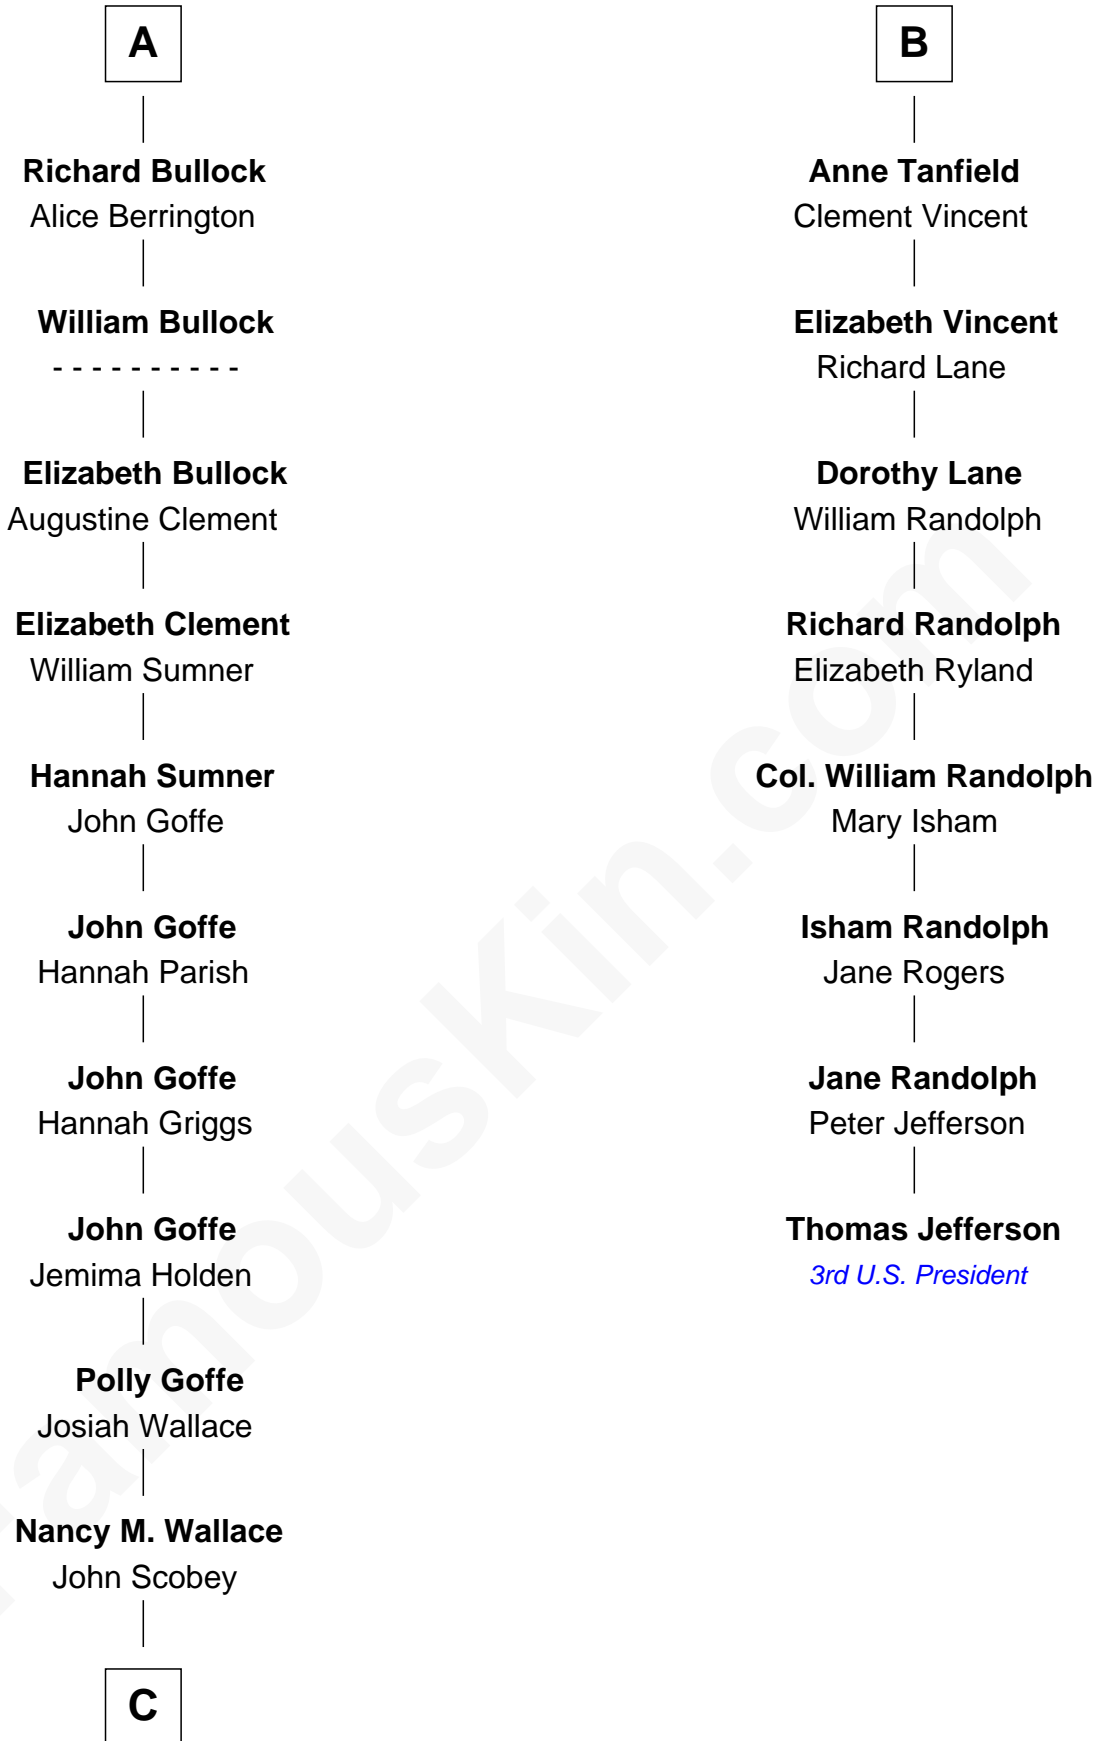 A
Richard Bullock
Alice Berrington
William Bullock
- - - - - - - - - -
Elizabeth Bullock
Augustine Clement
Elizabeth Clement
William Sumner
Hannah Sumner
John Goffe
John Goffe
Hannah Parish
John Goffe
Hannah Griggs
John Goffe
Jemima Holden
Polly Goffe
Josiah Wallace
Nancy M. Wallace
John Scobey
C
B
Anne Tanfield
Clement Vincent
Elizabeth Vincent
Richard Lane
Dorothy Lane
William Randolph
Richard Randolph
Elizabeth Ryland
Col. William Randolph
Mary Isham
Isham Randolph
Jane Rogers
Jane Randolph
Peter Jefferson
Thomas Jefferson
3rd U.S. President
FamousKin.com